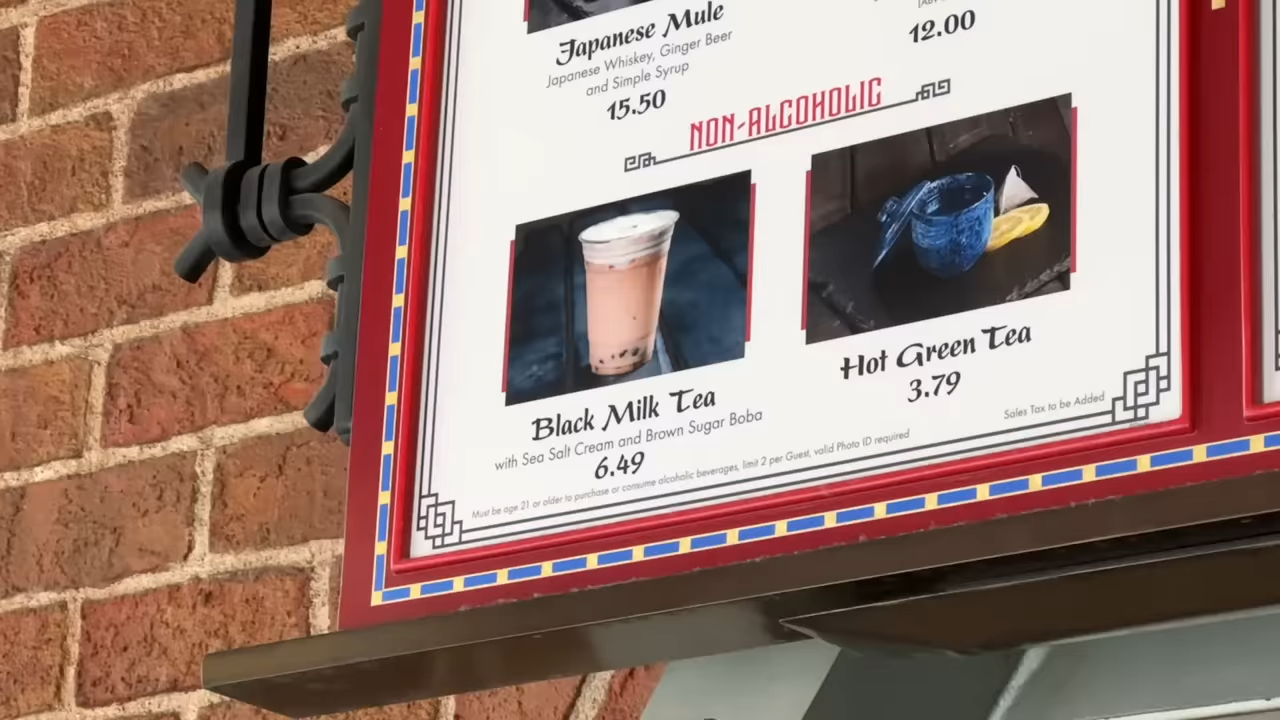 Japanese Mule
Japanese Whiskey, Ginger Beer
and Simple Syrup
15.50
12.00
NON-ALCOHOLIC
Black Milk Tea
with Sea Salt Cream and Brown Sugar Boba
6.49
Hot Green Tea
3.79
Sales Tax to be Added
Must be age 21 or older to purchase or consume alcoholic beverages, limit 2 per Guest, valid Photo ID required